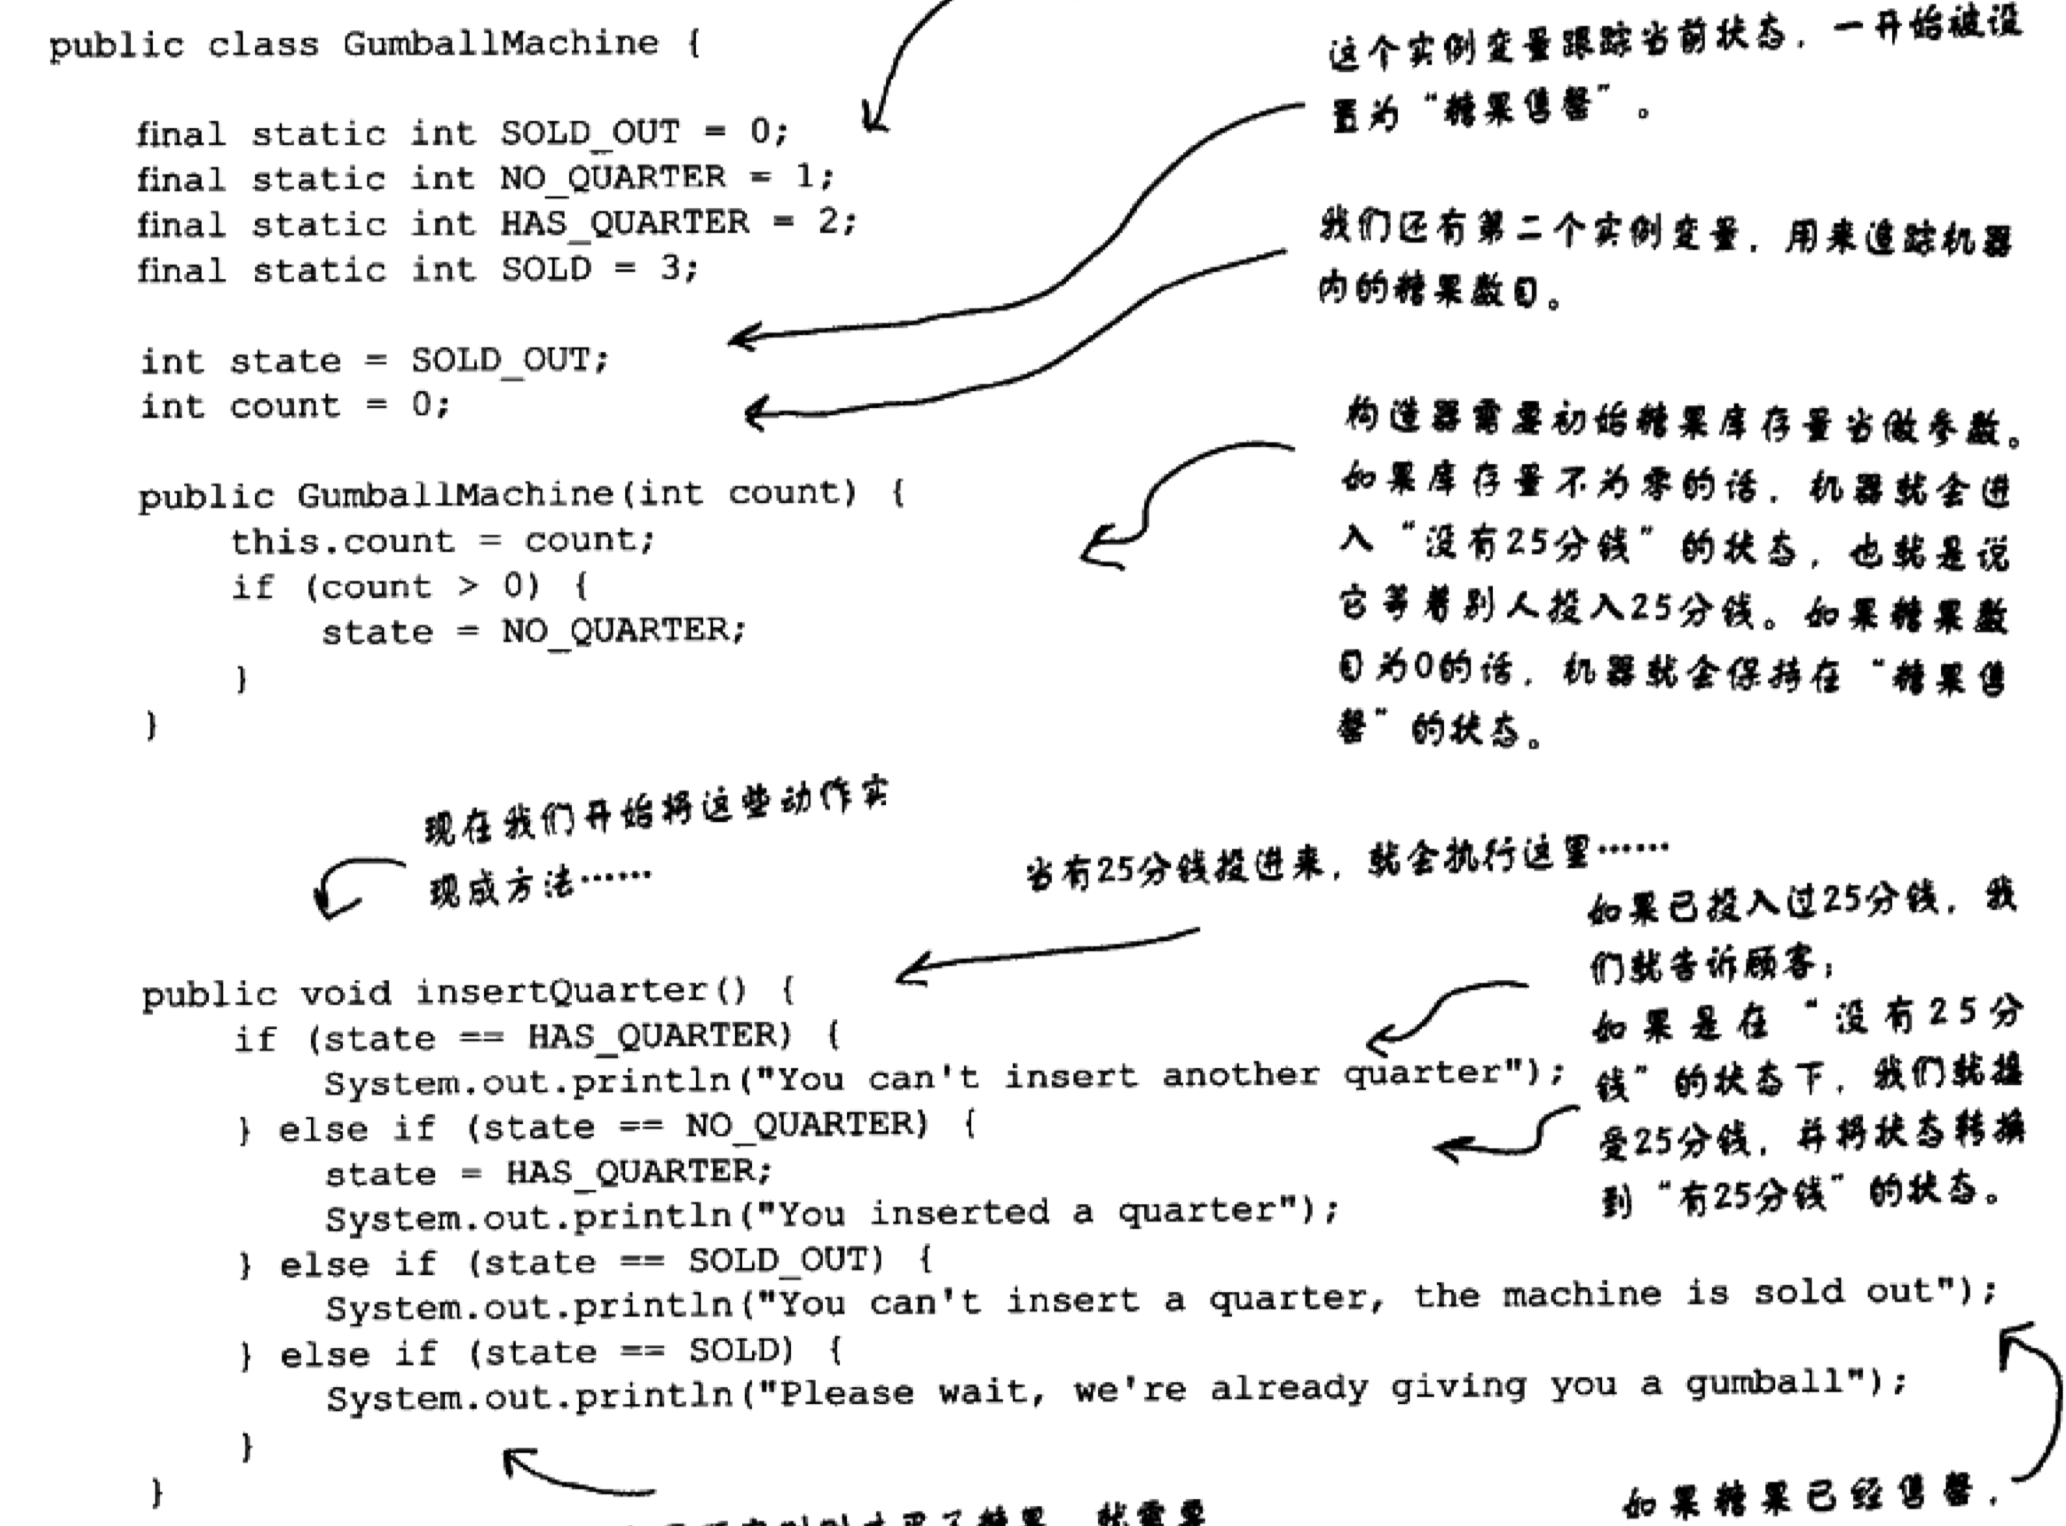 public class GumballMachine {
final static int SOLD_OUT = 0;
final static int NO_QUARTER = 1;
final static int HAS_QUARTER = 2;
final static int SOLD = 3;
int state = SOLD_OUT;
int count = 0;
这个实例变量跟踪当前状态，一开始被设
置为“糖果售罄”。
我们还有第二个实例变量，用来追踪机器
内的糖果数目。
public GumballMachine(int count) {
this.count = count;
if (count > 0) {
state = NO_QUARTER;
}
}
构造器需要初始糖果库存量当做参数。
如果库存量不为零的话，机器就会进
入“没有25分钱”的状态，也就是说
它等着别人投入25分钱。如果糖果数
目为0的话，机器就会保持在“糖果售
罄”的状态。
现在我们开始将这些动作实
现成方法……
当有25分钱投进来，就会执行这里……
public void insertQuarter() {
if (state == HAS_QUARTER) {
System.out.println("You can't insert another quarter");
} else if (state == NO_QUARTER) {
state = HAS_QUARTER;
System.out.println("You inserted a quarter");
} else if (state == SOLD_OUT) {
System.out.println("You can't insert a quarter, the machine is sold out");
} else if (state == SOLD) {
System.out.println("Please wait, we're already giving you a gumball");
}
}
如果已投入过25分钱，我
们就告诉顾客；
如果是在“没有25分
钱”的状态下，我们就接
受25分钱，并将状态转换
到“有25分钱”的状态。
糖果，就需要
如果糖果已经售罄，